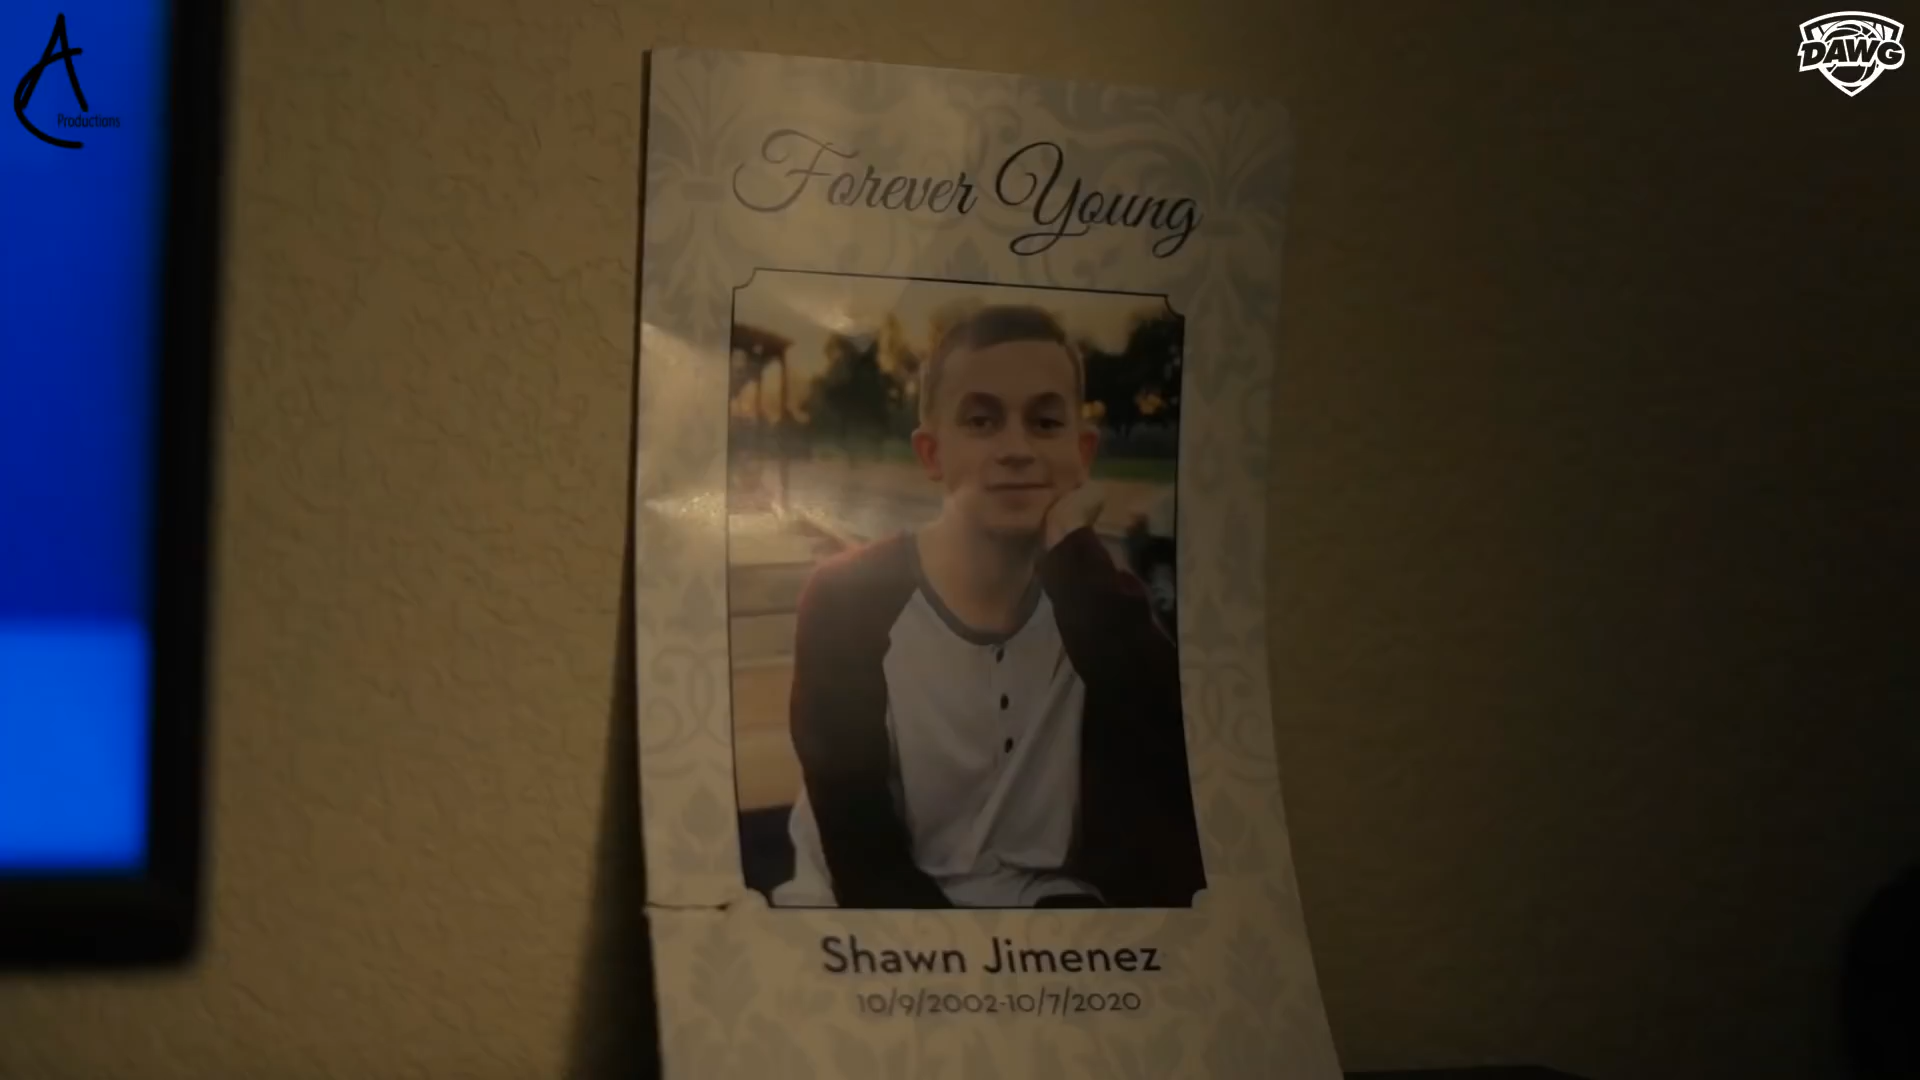 A
Productions
DAWG
Forever Young
Shawn Jimenez
10/9/2002-10/7/2020